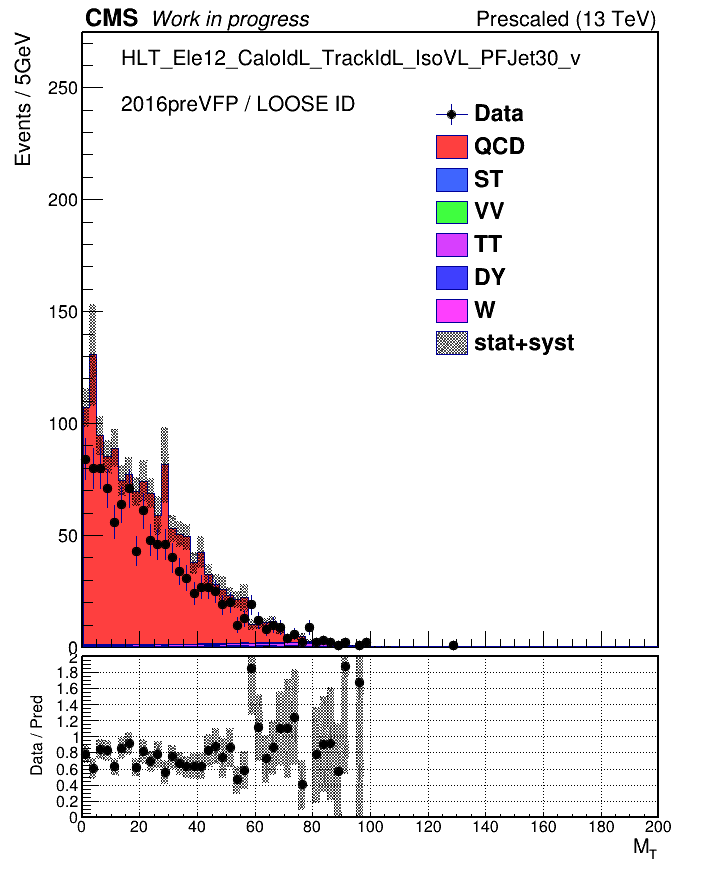 CMS Work in progress Prescaled (13 TeV)
Events / 5GeV
HLT_Ele12_CaloIdL_TrackIdL_IsoVL_PFJet30_v
2016preVFP / LOOSE ID
Data
QCD
ST
VV
TT
DY
W
stat+syst
250
200
150
100
50
0
Data / Pred
2
1.8
1.6
1.4
1.2
1
0.8
0.6
0.4
0.2
0
0 20 40 60 80 100 120 140 160 180 200
M_T